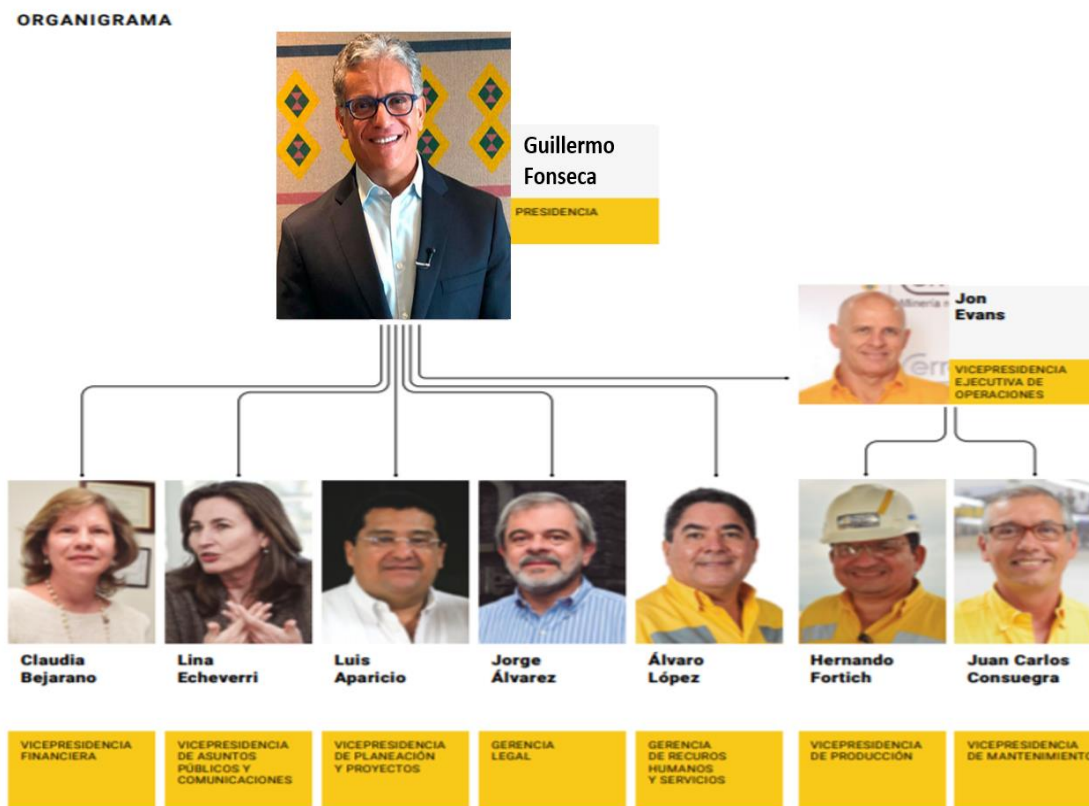 ORGANIGRAMA
Guillermo
Fonseca
PRESIDENCIA
Minería
Jon
Evans
VICEPRESIDENCIA
EJECUTIVA DE
OPERACIONES
Claudia
Bejarano
VICEPRESIDENCIA
FINANCIERA
Lina
Echeverri
VICEPRESIDENCIA
DE ASUNTOS
PÚBLICOS Y
COMUNICACIONES
Luis
Aparicio
VICEPRESIDENCIA
DE PLANEACIÓN
Y PROYECTOS
Jorge
Álvarez
GERENCIA
LEGAL
Álvaro
López
GERENCIA
DE RECUROS
HUMANOS
Y SERVICIOS
Hernando
Fortich
VICEPRESIDENCIA
DE PRODUCCIÓN
Juan Carlos
Consuegra
VICEPRESIDENCIA
DE MANTENIMIENTO